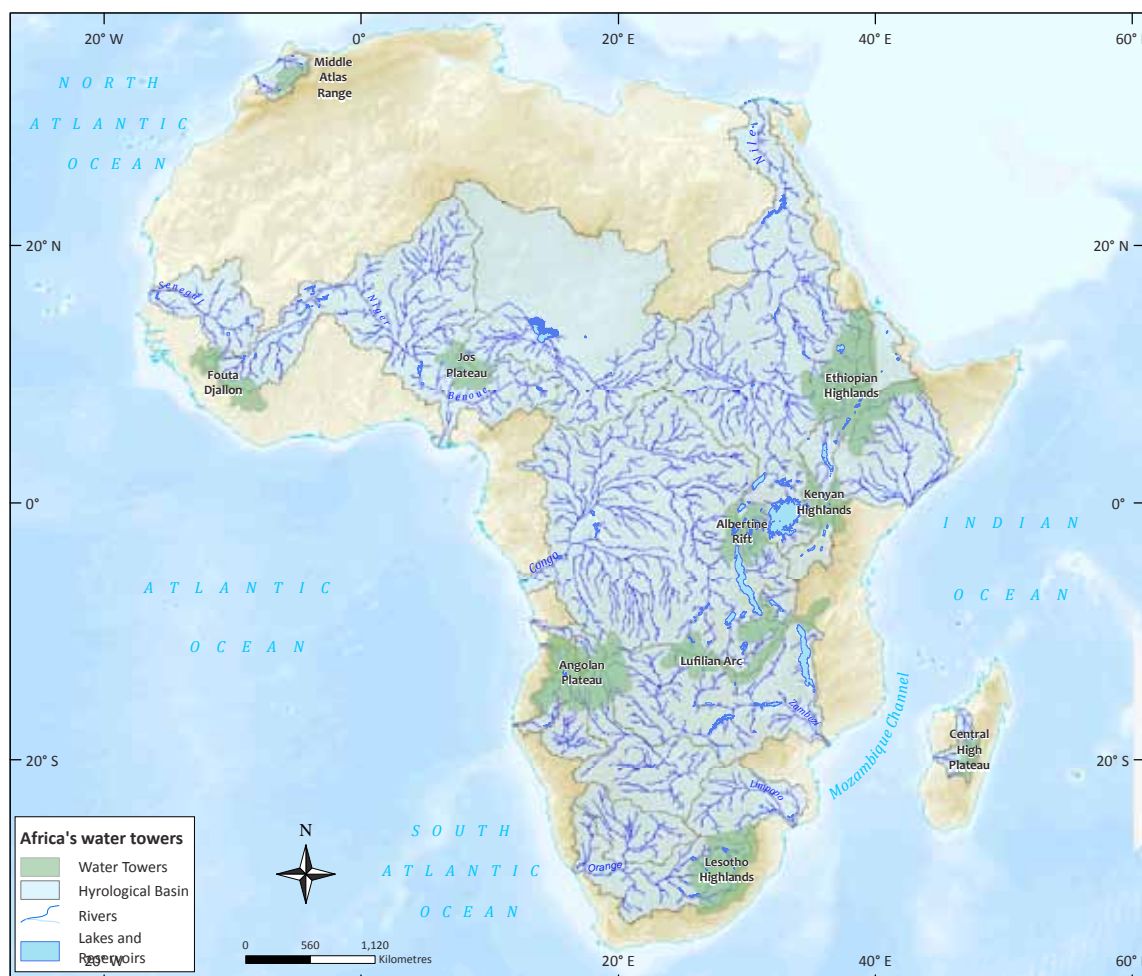 20° W
0°
20° E
40° E
60°
Middle
Atlas
Range
NORTH
ATLANTIC
OCEAN
Niler
20° N
20° N
Senegal
Niger
Jos
Plateau
Fouta
Djallon
Benoue
Ethiopian
Highlands
0°
0°
Kenyan
Highlands
Albertine
Rift
INDIAN
OCEAN
Congo
ATLANTIC
OCEAN
Angolan
Plateau
Lufilian Arc
Zambezi
Mozambique Channel
Central
High
Plateau
20° S
20° S
Limpopo
SOUTH
ATLANTIC
OCEAN
Orange
Lesotho
Highlands
N
Africa's water towers
Water Towers
Hyrological Basin
Rivers
Lakes and
Reservoirs
0 560 1,120
Kilometres
20° W
0°
20° E
40° E
60°